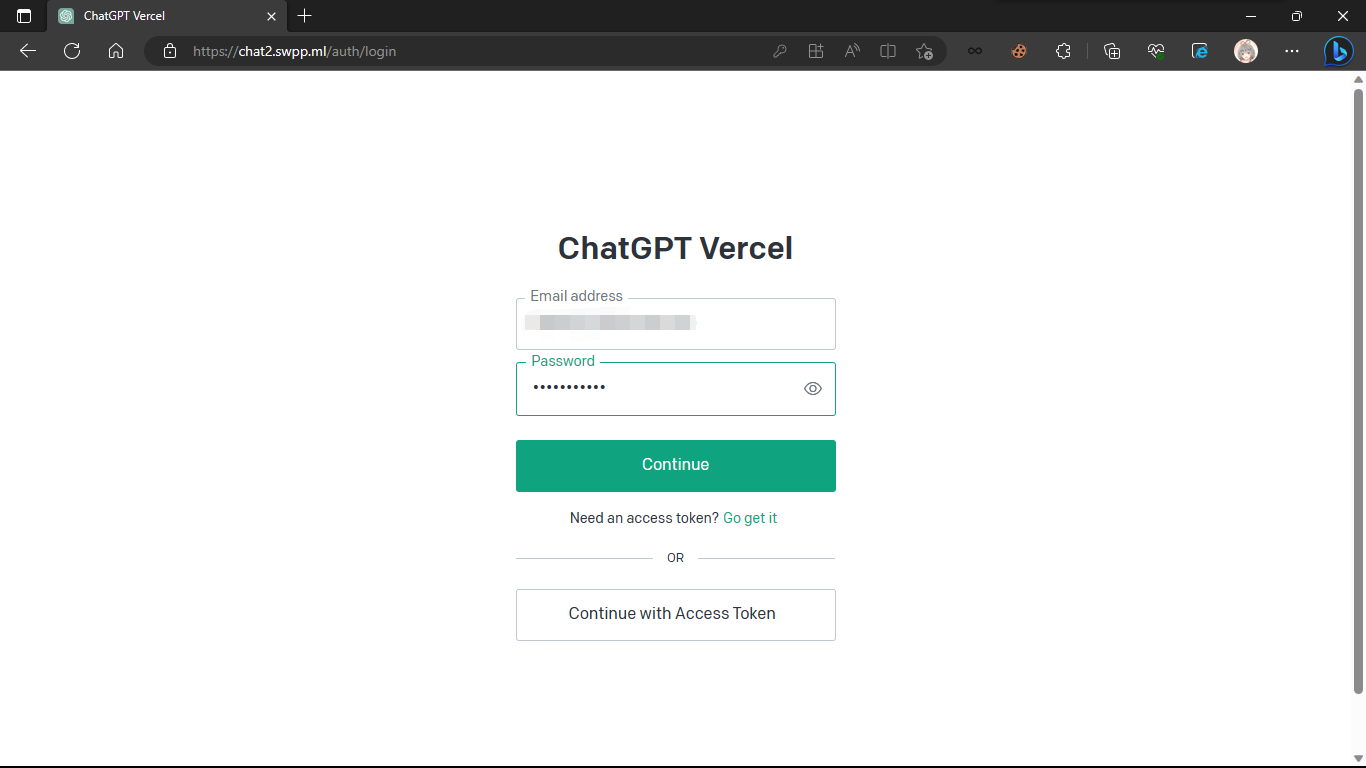 ChatGPT Vercel
https://chat2.swpp.ml/auth/login
ChatGPT Vercel
Email address
Password
•••••••••••
Continue
Need an access token? Go get it
OR
Continue with Access Token